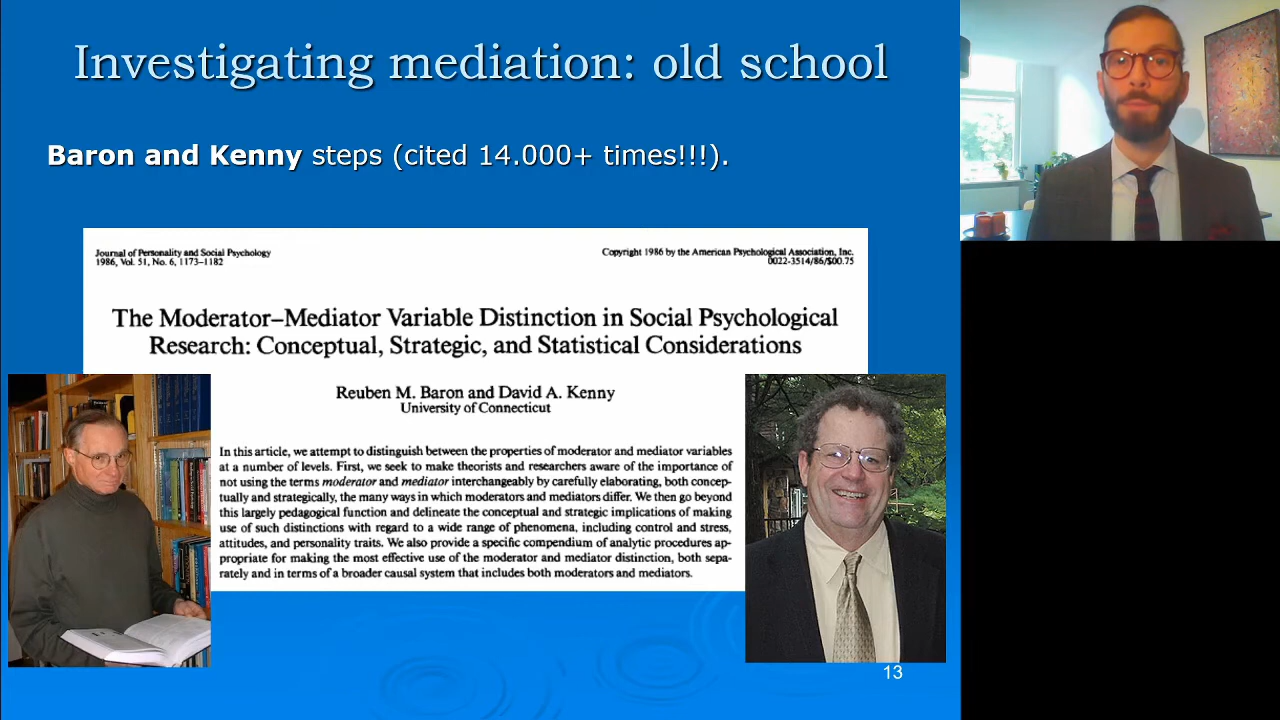 Investigating mediation: old school
Baron and Kenny steps (cited 14.000+ times!!!).
Journal of Personality and Social Psychology
1986, Vol. 51, No. 6, 1173–1182
Copyright 1986 by the American Psychological Association, Inc.
0022-3514/86/$00.75
The Moderator–Mediator Variable Distinction in Social Psychological
Research: Conceptual, Strategic, and Statistical Considerations
Reuben M. Baron and David A. Kenny
University of Connecticut
In this article, we attempt to distinguish between the properties of moderator and mediator variables
at a number of levels. First, we seek to make theorists and researchers aware of the importance of
not using the terms moderator and mediator interchangeably by carefully elaborating, both concep-
tually and strategically, the many ways in which moderators and mediators differ. We then go beyond
this largely pedagogical function and delineate the conceptual and strategic implications of making
use of such distinctions with regard to a wide range of phenomena, including control and stress,
attitudes, and personality traits. We also provide a specific compendium of analytic procedures ap-
propriate for making the most effective use of the moderator and mediator distinction, both sepa-
rately and in terms of a broader causal system that includes both moderators and mediators.
13